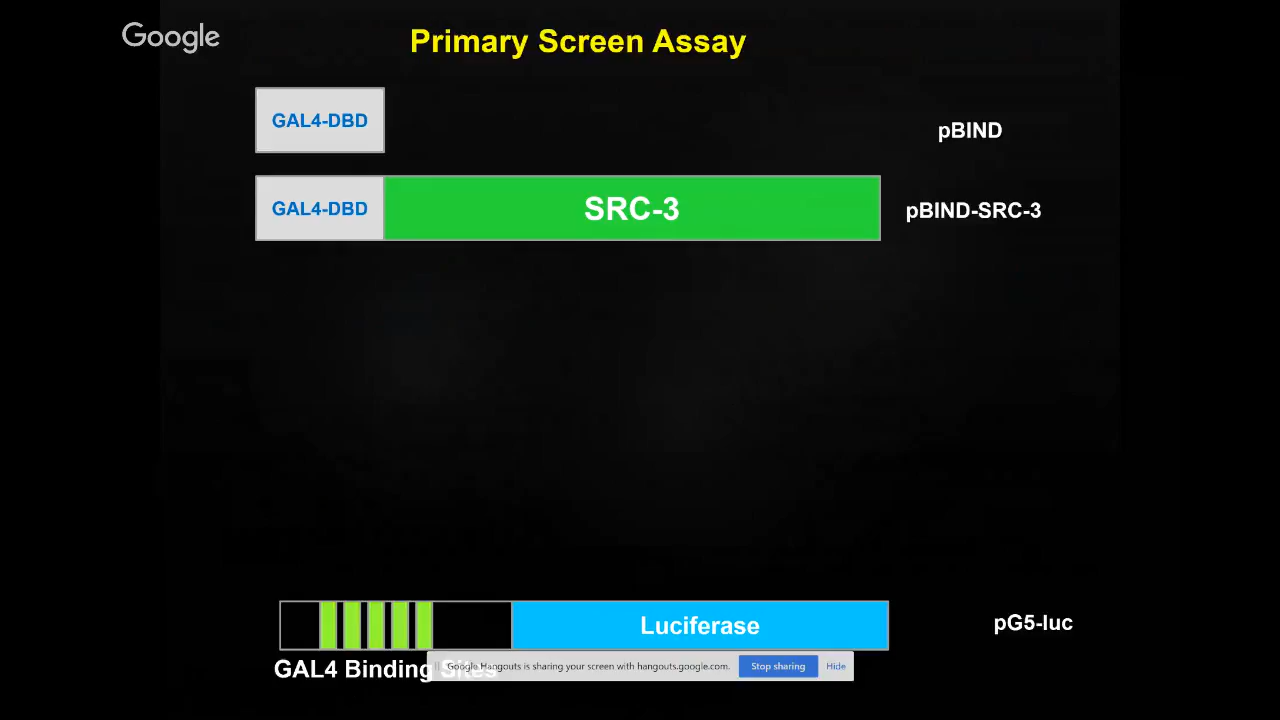 Google
Primary Screen Assay
GAL4-DBD
pBIND
GAL4-DBD
SRC-3
pBIND-SRC-3
Luciferase
pG5-luc
GAL4 Binding Sites
Google Hangouts is sharing your screen with hangouts.google.com.
Stop sharing
Hide